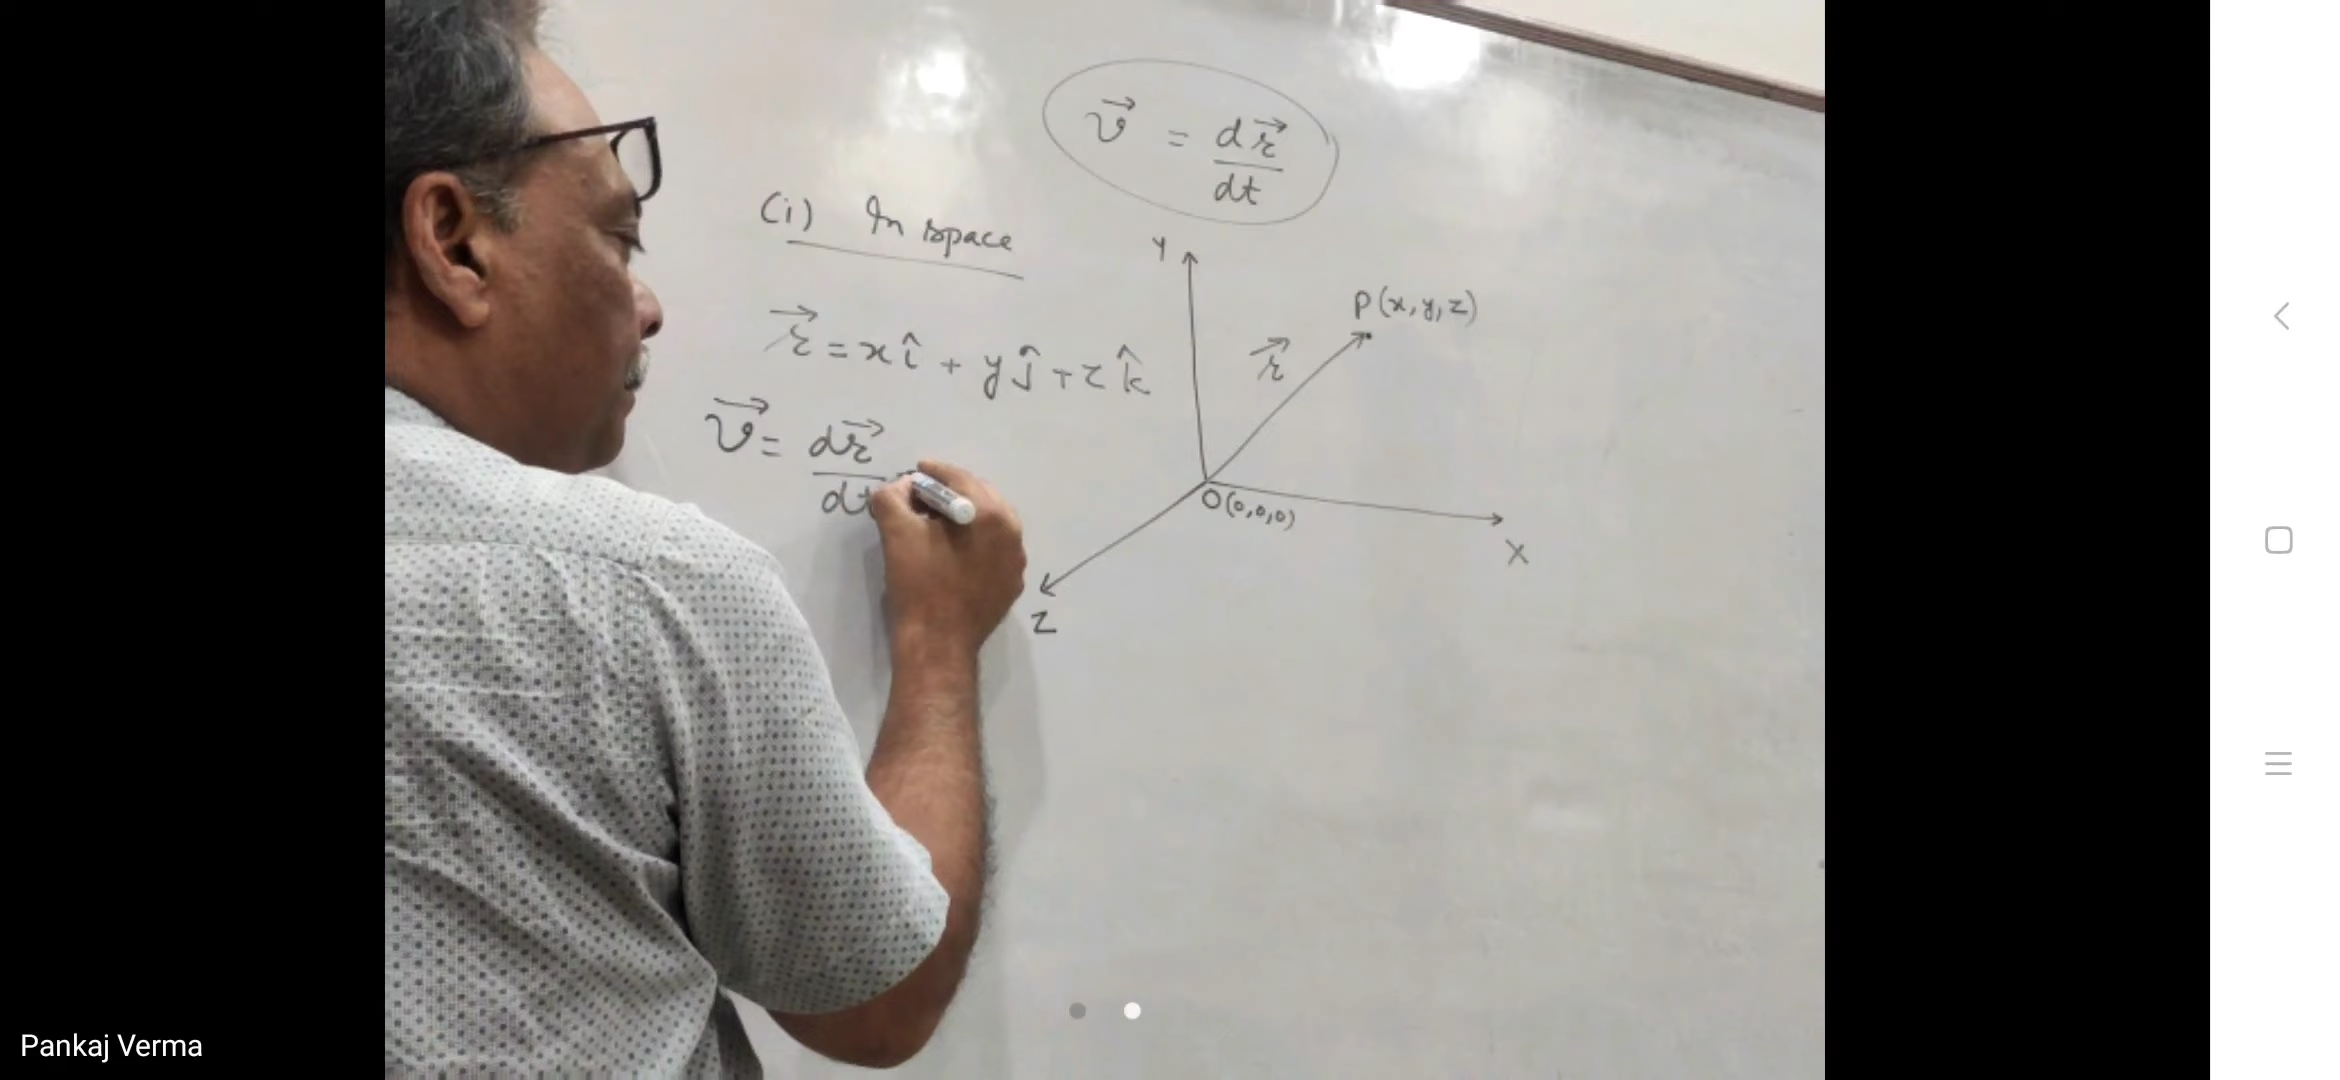 v⃗ = dr⃗/dt
(i) In space
Y
P(x,y,z)
r⃗ = xî + yĵ + zk̂
r⃗
v⃗ = dr⃗/dt
O(0,0,0)
X
Z
Pankaj Verma